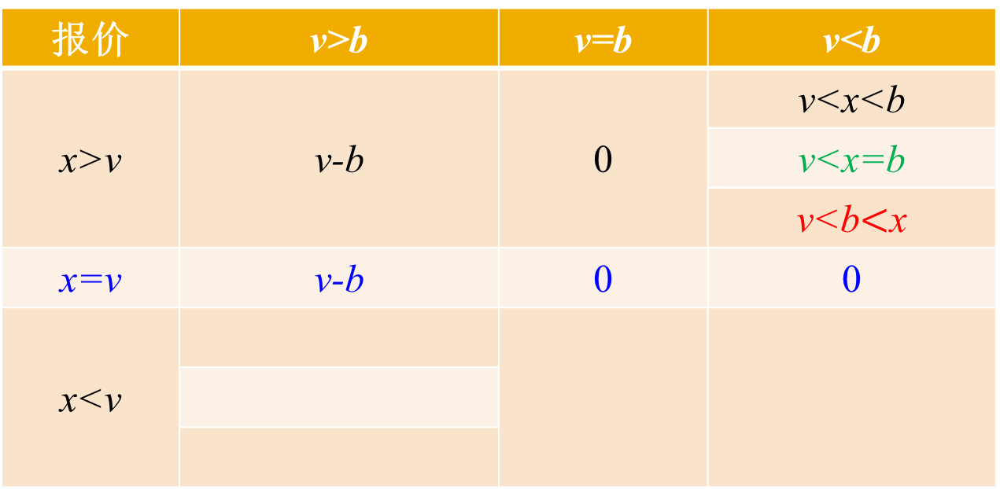 报价 v>b v=b v<b
x>v v-b 0 v<x<b
v<x=b
v<b<x
x=v v-b 0 0
x<v